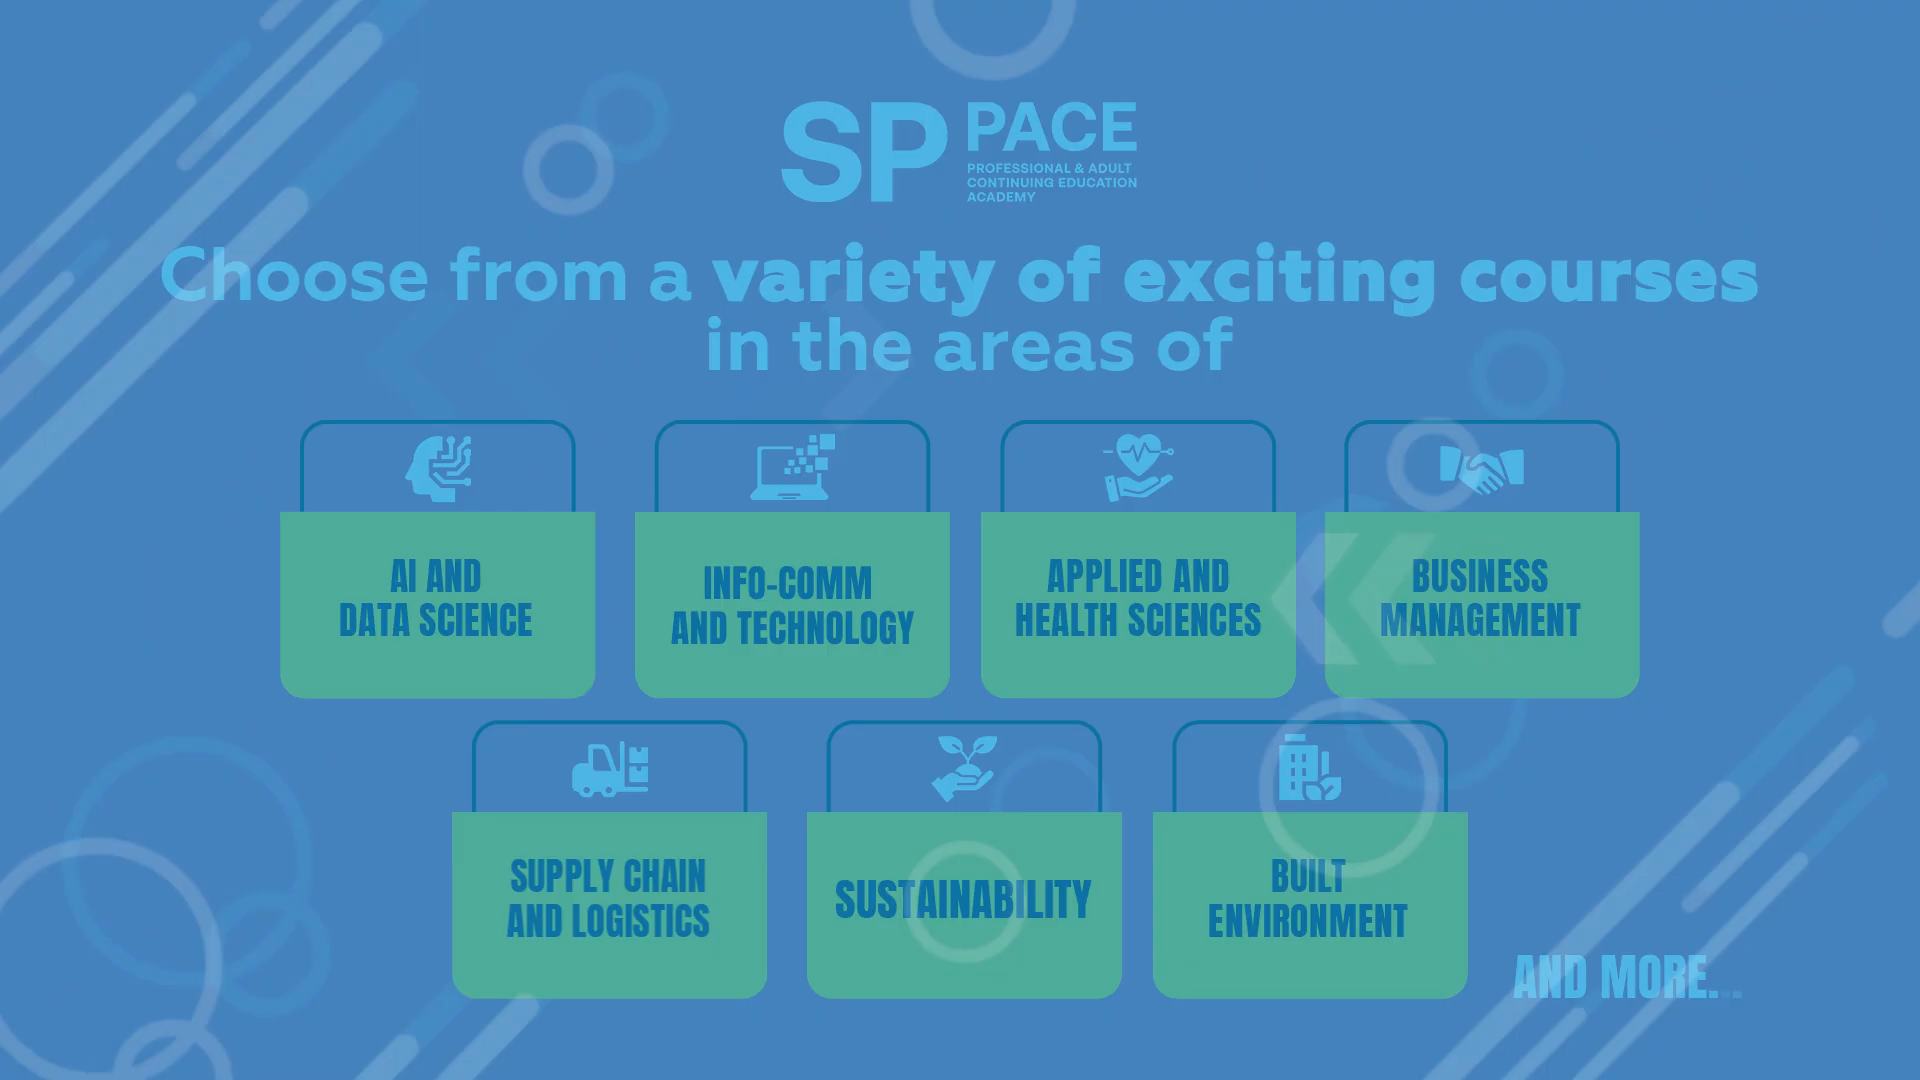 SP PACE
PROFESSIONAL & ADULT
CONTINUING EDUCATION
ACADEMY
Choose from a variety of exciting courses
in the areas of
AI AND
DATA SCIENCE
INFO-COMM
AND TECHNOLOGY
APPLIED AND
HEALTH SCIENCES
BUSINESS
MANAGEMENT
SUPPLY CHAIN
AND LOGISTICS
SUSTAINABILITY
BUILT
ENVIRONMENT
AND MORE...